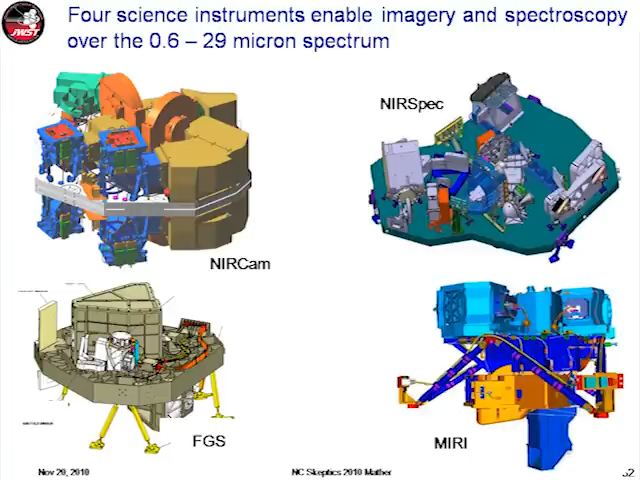 JWST
Four science instruments enable imagery and spectroscopy
over the 0.6 – 29 micron spectrum
NIRSpec
NIRCam
FGS
MIRI
Nov 20, 2010
NC Skeptics 2010 Mather